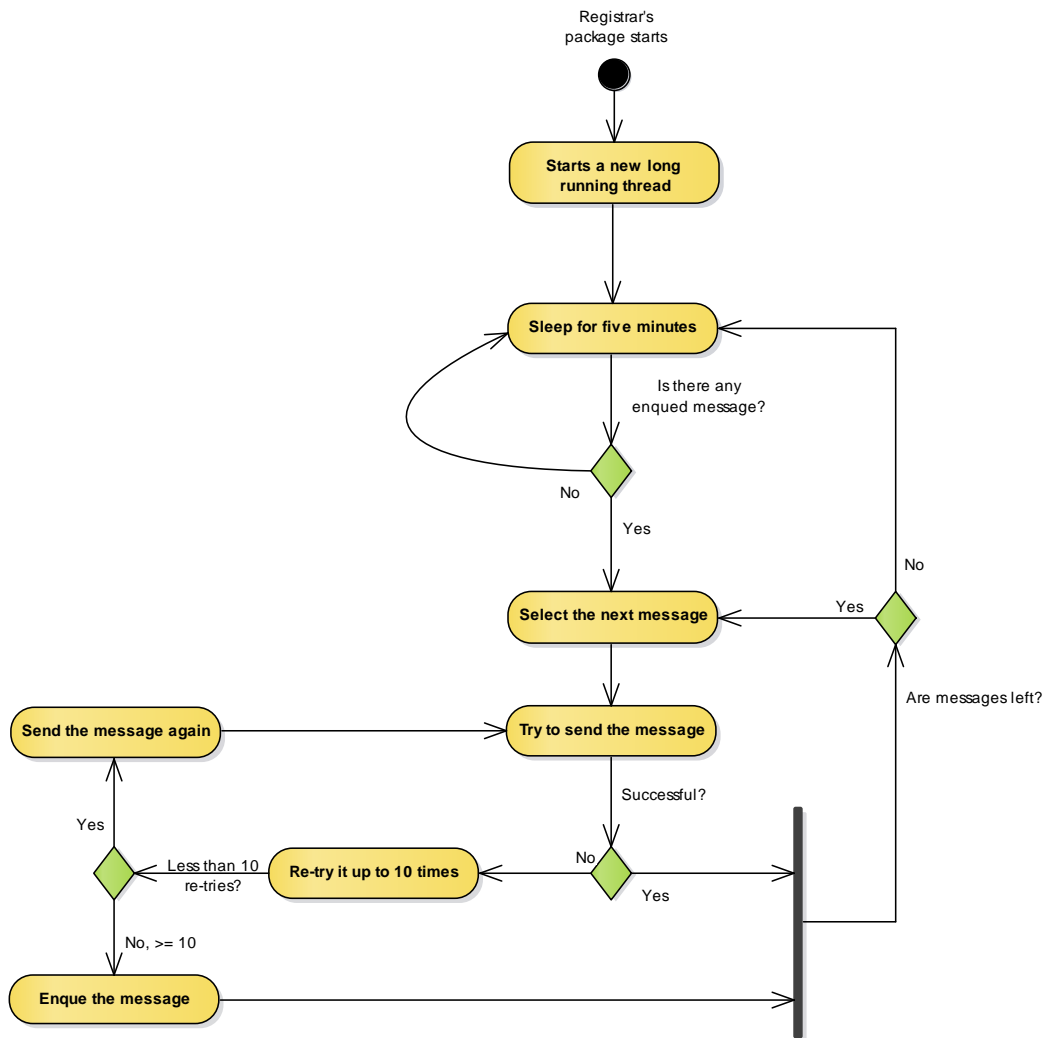 Registrar's
package starts
Starts a new long
running thread
Sleep for five minutes
Is there any
enqued message?
No
Yes
No
Select the next message
Yes
Are messages left?
Send the message again
Try to send the message
Successful?
Yes
Less than 10
re-tries?
Re-try it up to 10 times
No
Yes
No, >= 10
Enque the message